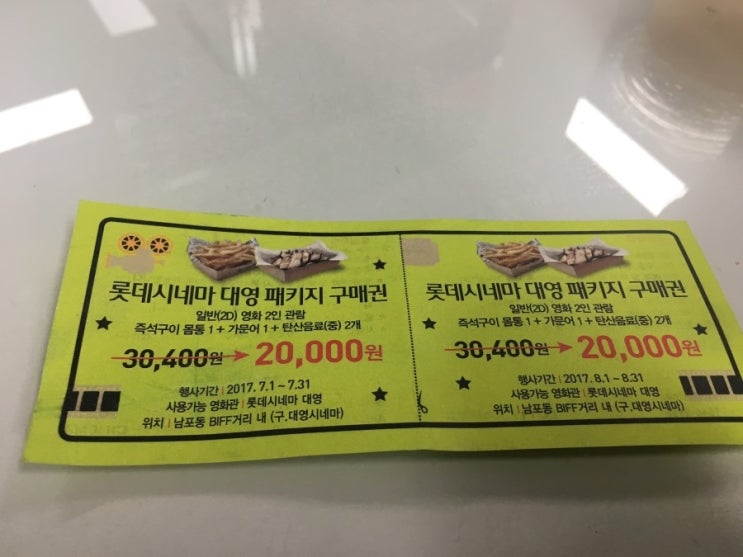 롯데시네마 대영 패키지 구매권
일반(2D) 영화 2인 관람
즉석구이 몸통 1 + 가문어 1 + 탄산음료(중) 2개
30,400원 → 20,000원
행사기간 | 2017. 7.1 ~ 7.31
사용가능 영화관 | 롯데시네마 대영
위치 | 남포동 BIFF거리 내 (구.대영시네마)
롯데시네마 대영 패키지 구매권
일반(2D) 영화 2인 관람
즉석구이 몸통 1 + 가문어 1 + 탄산음료(중) 2개
30,400원 → 20,000원
행사기간 | 2017. 8.1 ~ 8.31
사용가능 영화관 | 롯데시네마 대영
위치 | 남포동 BIFF거리 내 (구.대영시네마)